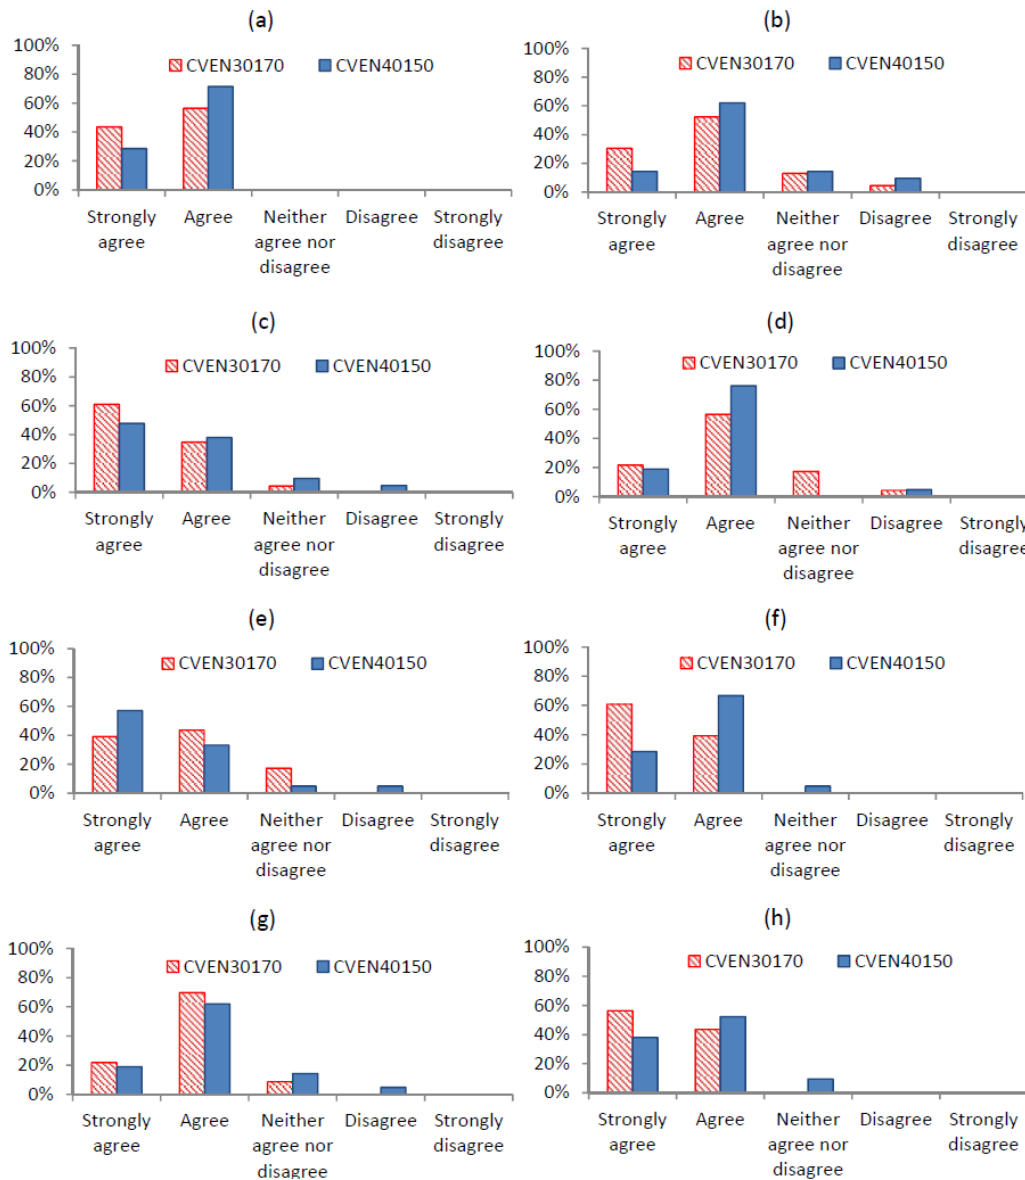 (a)
100%
80%
60%
40%
20%
0%
CVEN30170 CVEN40150
Strongly agree
Agree
Neither agree nor disagree
Disagree
Strongly disagree
(b)
100%
80%
60%
40%
20%
0%
CVEN30170 CVEN40150
Strongly agree
Agree
Neither agree nor disagree
Disagree
Strongly disagree
(c)
100%
80%
60%
40%
20%
0%
CVEN30170 CVEN40150
Strongly agree
Agree
Neither agree nor disagree
Disagree
Strongly disagree
(d)
100%
80%
60%
40%
20%
0%
CVEN30170 CVEN40150
Strongly agree
Agree
Neither agree nor disagree
Disagree
Strongly disagree
(e)
100%
80%
60%
40%
20%
0%
CVEN30170 CVEN40150
Strongly agree
Agree
Neither agree nor disagree
Disagree
Strongly disagree
(f)
100%
80%
60%
40%
20%
0%
CVEN30170 CVEN40150
Strongly agree
Agree
Neither agree nor disagree
Disagree
Strongly disagree
(g)
100%
80%
60%
40%
20%
0%
CVEN30170 CVEN40150
Strongly agree
Agree
Neither agree nor disagree
Disagree
Strongly disagree
(h)
100%
80%
60%
40%
20%
0%
CVEN30170 CVEN40150
Strongly agree
Agree
Neither agree nor disagree
Disagree
Strongly disagree